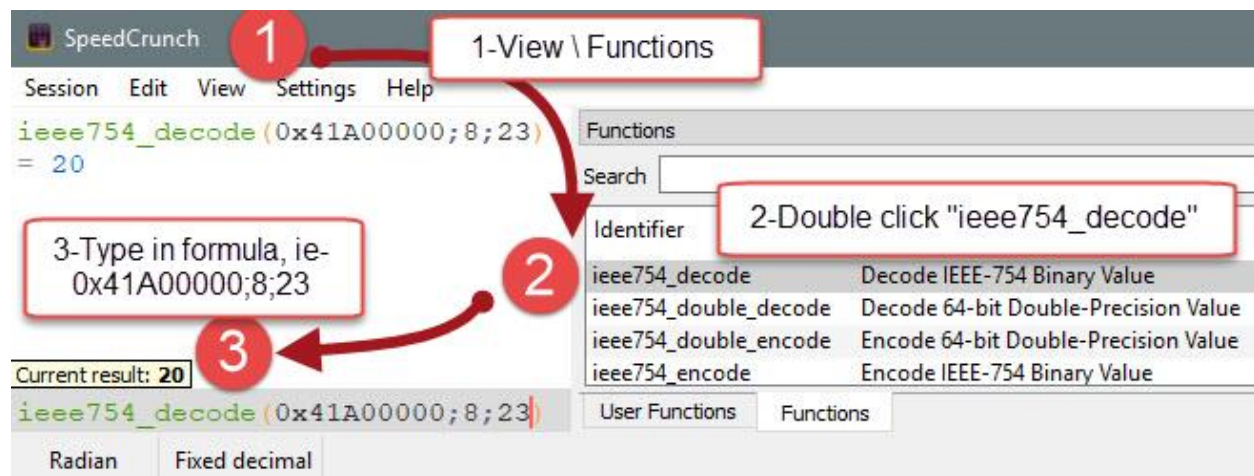 SpeedCrunch
1
1-View \ Functions
Session Edit View Settings Help
ieee754_decode(0x41A00000;8;23)
= 20
Functions
Search
2-Double click "ieee754_decode"
Identifier
3-Type in formula, ie-
0x41A00000;8;23
2
ieee754_decode Decode IEEE-754 Binary Value
ieee754_double_decode Decode 64-bit Double-Precision Value
ieee754_double_encode Encode 64-bit Double-Precision Value
ieee754_encode Encode IEEE-754 Binary Value
3
Current result: 20
ieee754_decode(0x41A00000;8;23)
User Functions Functions
Radian Fixed decimal